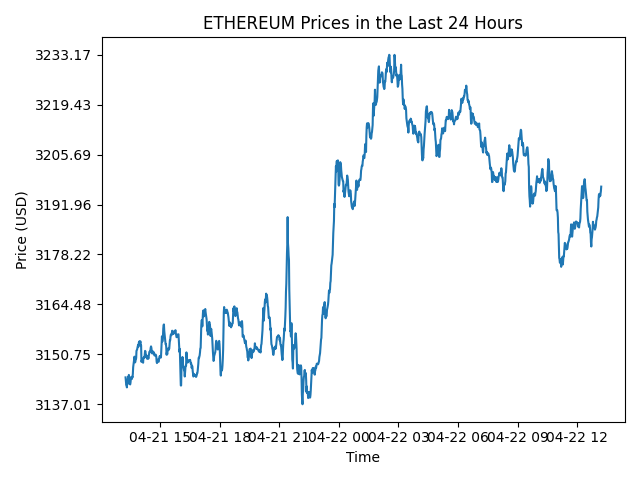 ETHEREUM Prices in the Last 24 Hours
3233.17
3219.43
3205.69
3191.96
3178.22
3164.48
3150.75
3137.01
Price (USD)
04-21 15 04-21 18 04-21 21 04-22 00 04-22 03 04-22 06 04-22 09 04-22 12
Time